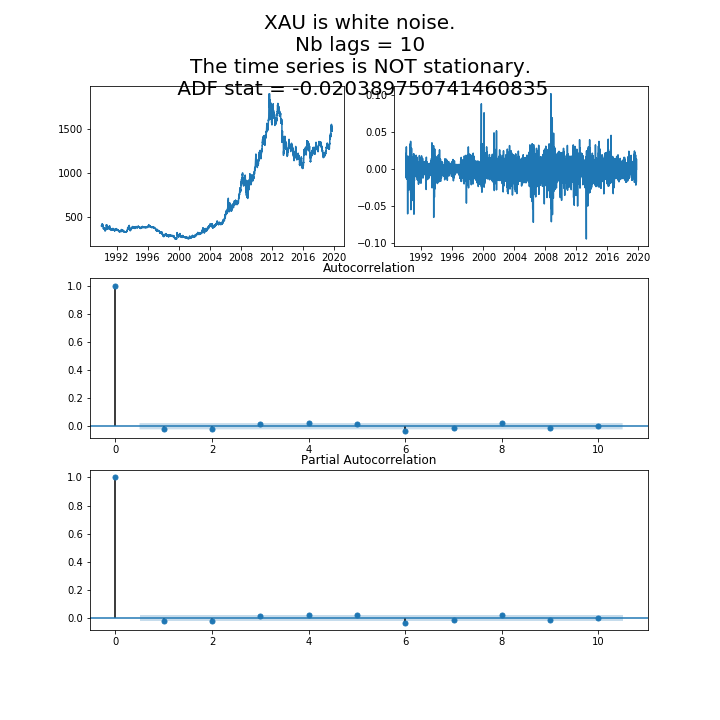 XAU is white noise.
Nb lags = 10
The time series is NOT stationary.
ADF stat = -0.020389750741460835
1500
1000
500
1992 1996 2000 2004 2008 2012 2016 2020
0.10
0.05
0.00
−0.05
−0.10
1992 1996 2000 2004 2008 2012 2016 2020
Autocorrelation
1.0
0.8
0.6
0.4
0.2
0.0
0 2 4 6 8 10
Partial Autocorrelation
1.0
0.8
0.6
0.4
0.2
0.0
0 2 4 6 8 10